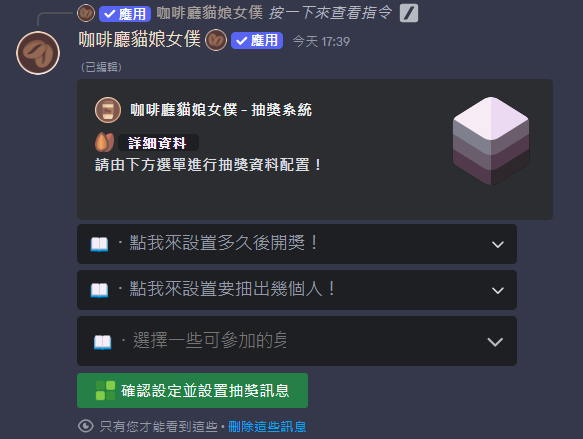 ✓ 應用 咖啡廳貓娘女僕 按一下來查看指令
咖啡廳貓娘女僕 ✓ 應用 今天 17:39
(已編輯)
咖啡廳貓娘女僕 - 抽獎系統
詳細資料
請由下方選單進行抽獎資料配置！
· 點我來設置多久後開獎！
· 點我來設置要抽出幾個人！
· 選擇一些可參加的身
確認設定並設置抽獎訊息
只有您才能看到這些 • 刪除這些訊息